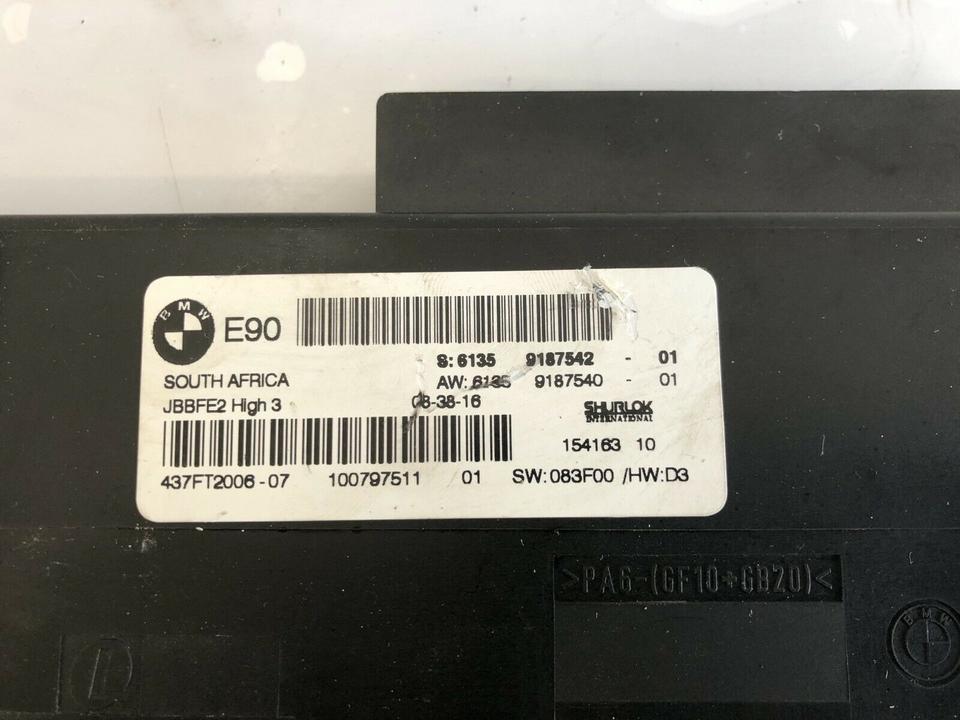 BMW E90
S: 6135 9187542 - 01
SOUTH AFRICA AW: 6135 9187540 - 01
JBBFE2 High 3 08-38-16 SHURLOK
INTERNATIONAL
154163 10
437FT2006-07 100797511 01 SW:083F00 /HW:D3
>PA6-(GF10+GB20)<
BMW